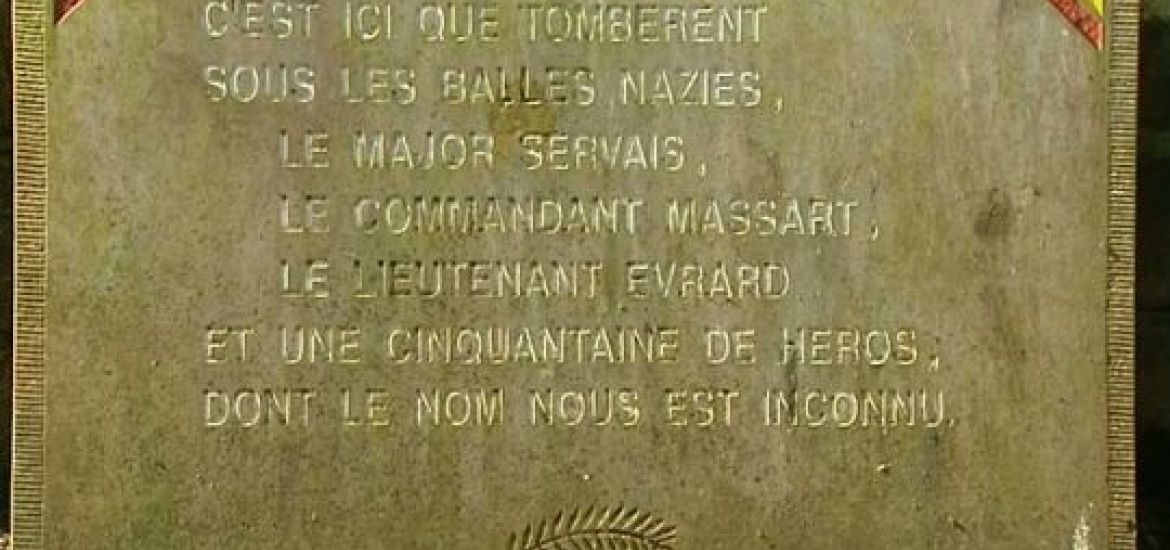 C'EST ICI QUE TOMBERENT
SOUS LES BALLES NAZIES,
LE MAJOR SERVAIS,
LE COMMANDANT MASSART,
LE LIEUTENANT EVRARD
ET UNE CINQUANTAINE DE HEROS,
DONT LE NOM NOUS EST INCONNU.